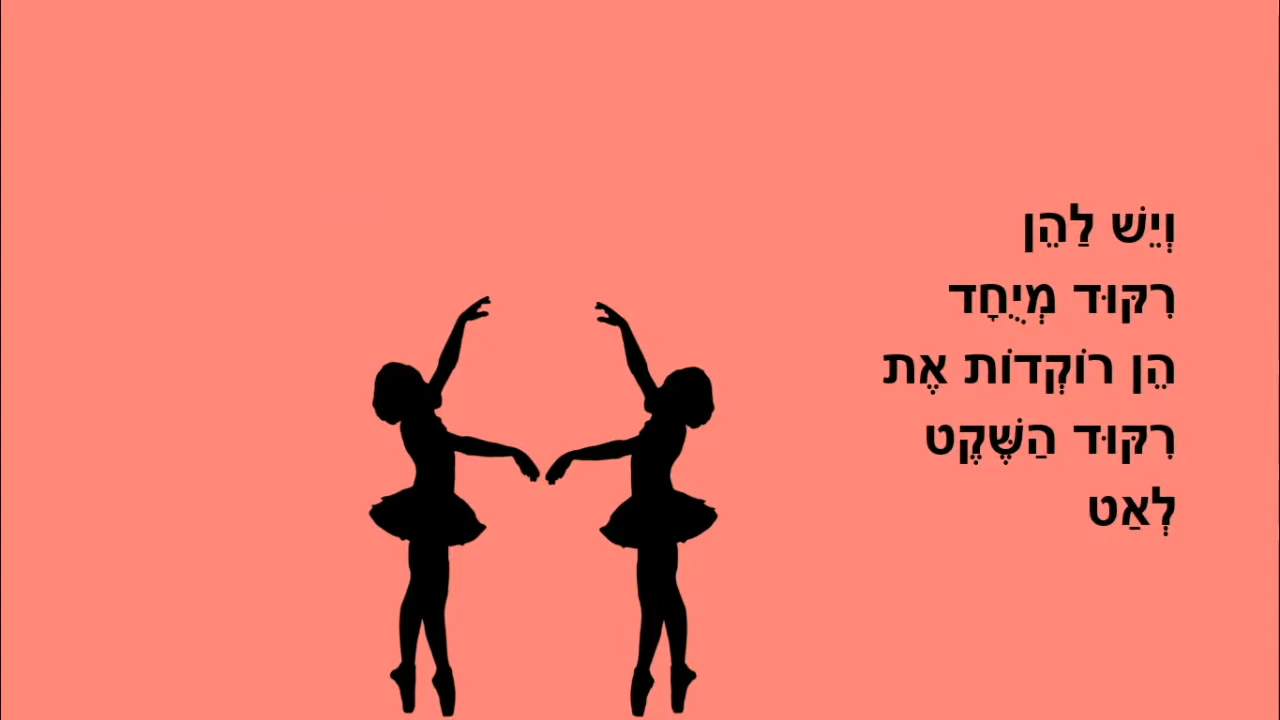 וְיֵשׁ לַהֵן
רִקּוּד מְיֻחָד
הֵן רוֹקְדוֹת אֶת
רִקּוּד הַשֶּׁקֶט
לְאַט